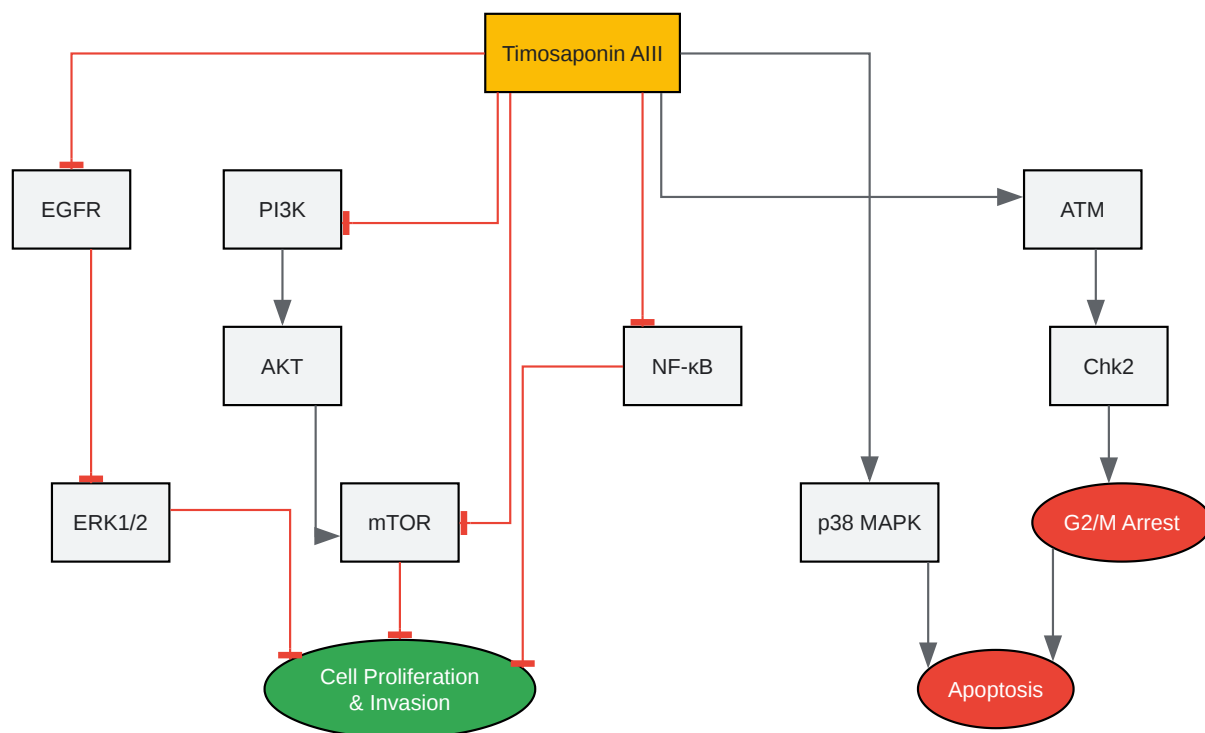 Timosaponin AIII
EGFR
PI3K
ATM
AKT
NF-κB
Chk2
ERK1/2
mTOR
p38 MAPK
G2/M Arrest
Cell Proliferation
& Invasion
Apoptosis